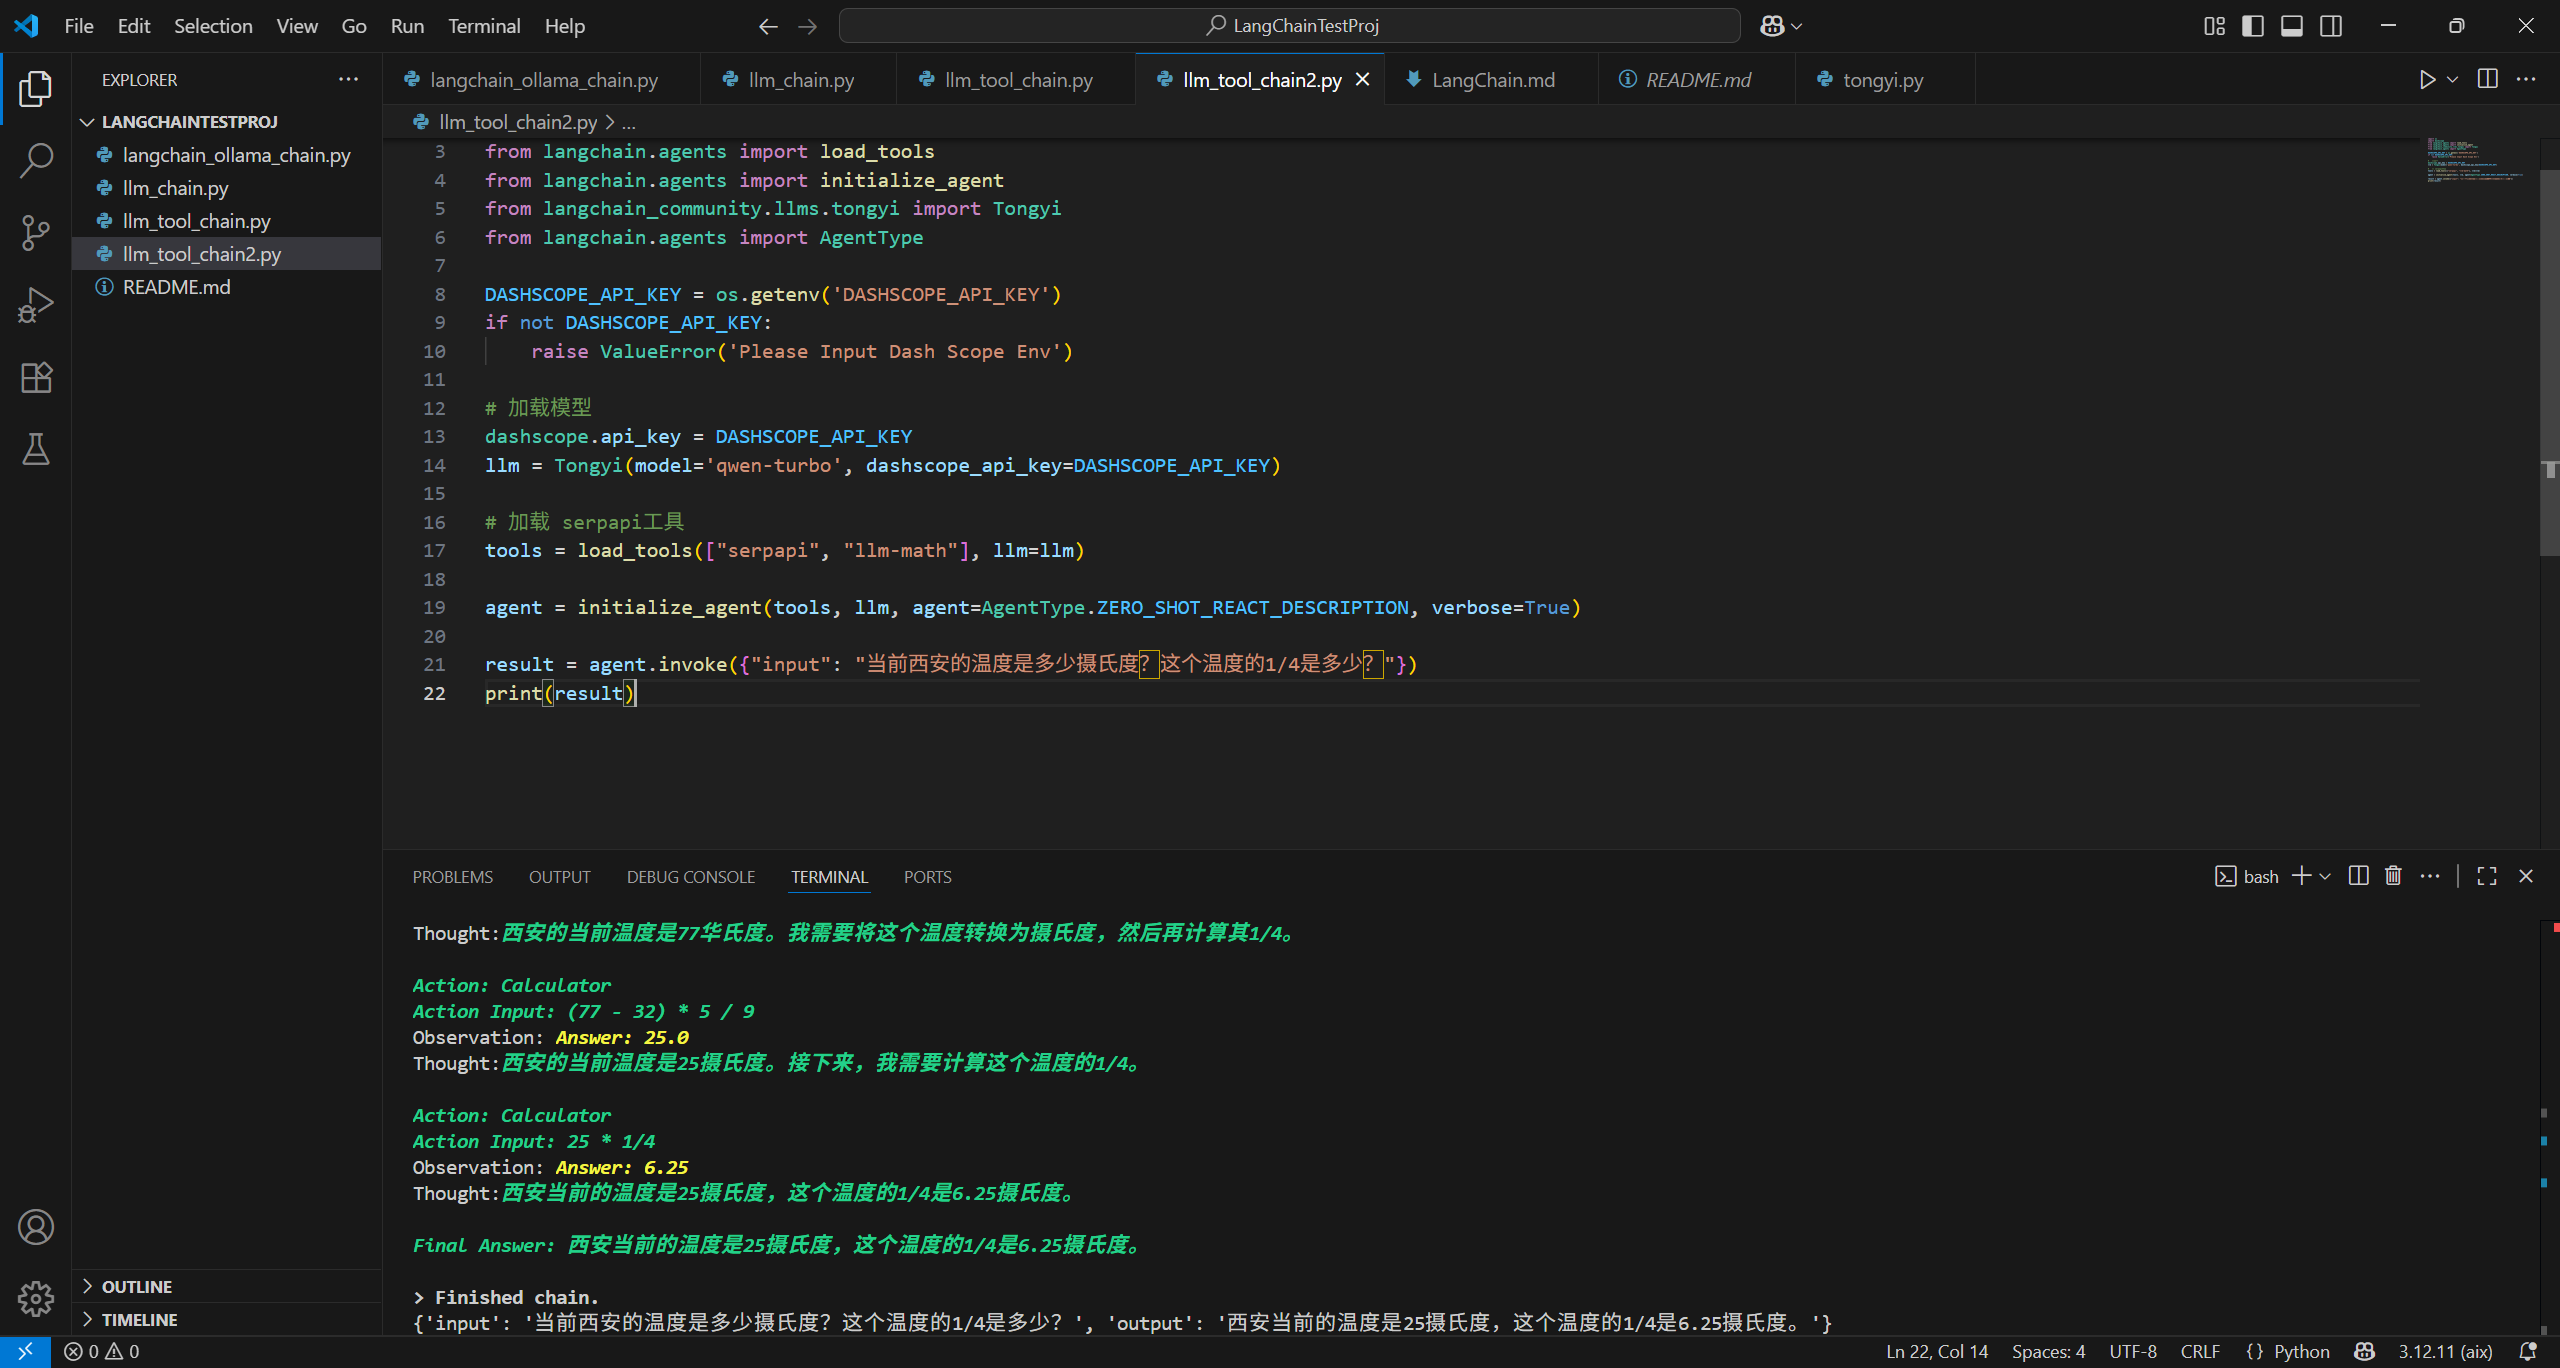 File Edit Selection View Go Run Terminal Help
LangChainTestProj
EXPLORER
LANGCHAINTESTPROJ
langchain_ollama_chain.py
llm_chain.py
llm_tool_chain.py
llm_tool_chain2.py
README.md
OUTLINE
TIMELINE
langchain_ollama_chain.py llm_chain.py llm_tool_chain.py llm_tool_chain2.py LangChain.md README.md tongyi.py
llm_tool_chain2.py > ...
3 from langchain.agents import load_tools
4 from langchain.agents import initialize_agent
5 from langchain_community.llms.tongyi import Tongyi
6 from langchain.agents import AgentType
7
8 DASHSCOPE_API_KEY = os.getenv('DASHSCOPE_API_KEY')
9 if not DASHSCOPE_API_KEY:
10     raise ValueError('Please Input Dash Scope Env')
11
12 # 加载模型
13 dashscope.api_key = DASHSCOPE_API_KEY
14 llm = Tongyi(model='qwen-turbo', dashscope_api_key=DASHSCOPE_API_KEY)
15
16 # 加载 serpapi工具
17 tools = load_tools(["serpapi", "llm-math"], llm=llm)
18
19 agent = initialize_agent(tools, llm, agent=AgentType.ZERO_SHOT_REACT_DESCRIPTION, verbose=True)
20
21 result = agent.invoke({"input": "当前西安的温度是多少摄氏度？这个温度的1/4是多少？"})
22 print(result)
PROBLEMS OUTPUT DEBUG CONSOLE TERMINAL PORTS
bash
Thought:西安的当前温度是77华氏度。我需要将这个温度转换为摄氏度，然后再计算其1/4。
Action: Calculator
Action Input: (77 - 32) * 5 / 9
Observation: Answer: 25.0
Thought:西安的当前温度是25摄氏度。接下来，我需要计算这个温度的1/4。
Action: Calculator
Action Input: 25 * 1/4
Observation: Answer: 6.25
Thought:西安当前的温度是25摄氏度，这个温度的1/4是6.25摄氏度。
Final Answer: 西安当前的温度是25摄氏度，这个温度的1/4是6.25摄氏度。
> Finished chain.
{'input': '当前西安的温度是多少摄氏度？这个温度的1/4是多少？', 'output': '西安当前的温度是25摄氏度，这个温度的1/4是6.25摄氏度。'}
0 0
Ln 22, Col 14 Spaces: 4 UTF-8 CRLF {} Python 3.12.11 (aix)